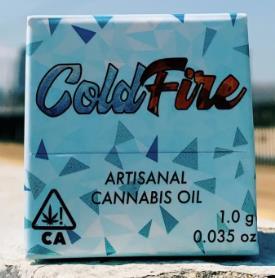 ColdFire
ARTISANAL
CANNABIS OIL
!
CA
1.0 g
0.035 oz